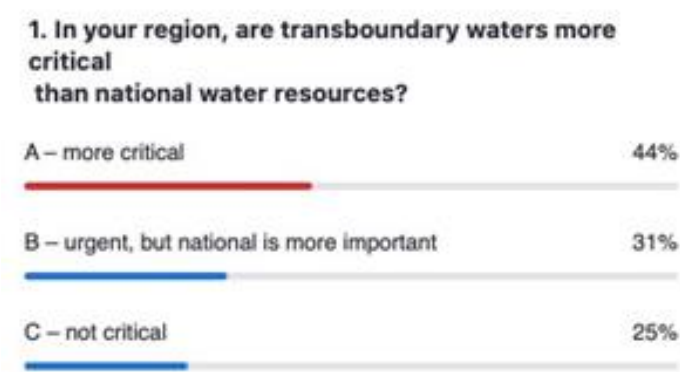 1. In your region, are transboundary waters more
critical
than national water resources?
A – more critical 44%
B – urgent, but national is more important 31%
C – not critical 25%